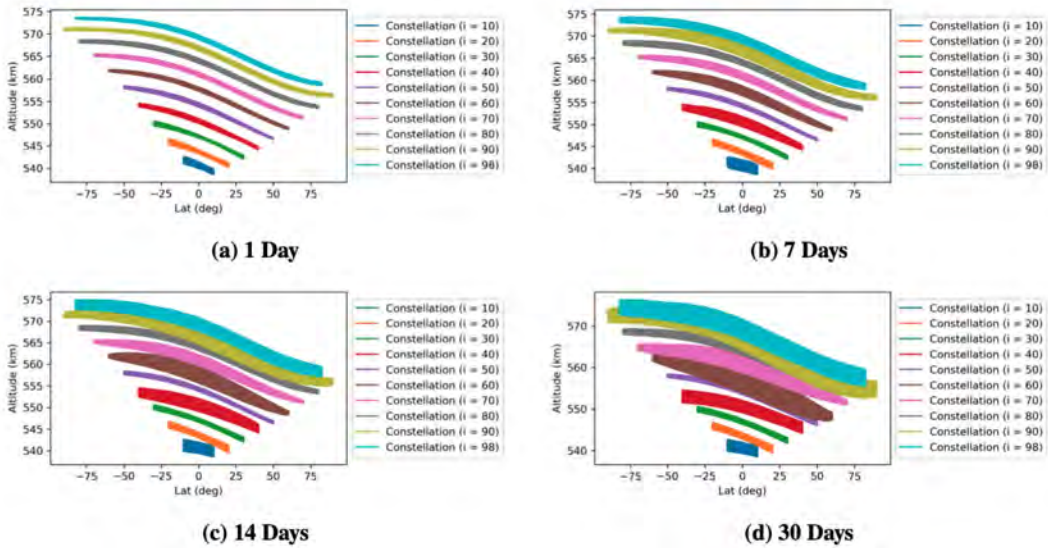 575
570
565
560
555
550
545
540
Altitude (km)
−75 −50 −25 0 25 50 75
Lat (deg)
Constellation (i = 10)
Constellation (i = 20)
Constellation (i = 30)
Constellation (i = 40)
Constellation (i = 50)
Constellation (i = 60)
Constellation (i = 70)
Constellation (i = 80)
Constellation (i = 90)
Constellation (i = 98)
(a) 1 Day
575
570
565
560
555
550
545
540
Altitude (km)
−75 −50 −25 0 25 50 75
Lat (deg)
Constellation (i = 10)
Constellation (i = 20)
Constellation (i = 30)
Constellation (i = 40)
Constellation (i = 50)
Constellation (i = 60)
Constellation (i = 70)
Constellation (i = 80)
Constellation (i = 90)
Constellation (i = 98)
(b) 7 Days
575
570
565
560
555
550
545
540
Altitude (km)
−75 −50 −25 0 25 50 75
Lat (deg)
Constellation (i = 10)
Constellation (i = 20)
Constellation (i = 30)
Constellation (i = 40)
Constellation (i = 50)
Constellation (i = 60)
Constellation (i = 70)
Constellation (i = 80)
Constellation (i = 90)
Constellation (i = 98)
(c) 14 Days
570
560
550
540
Altitude (km)
−75 −50 −25 0 25 50 75
Lat (deg)
Constellation (i = 10)
Constellation (i = 20)
Constellation (i = 30)
Constellation (i = 40)
Constellation (i = 50)
Constellation (i = 60)
Constellation (i = 70)
Constellation (i = 80)
Constellation (i = 90)
Constellation (i = 98)
(d) 30 Days